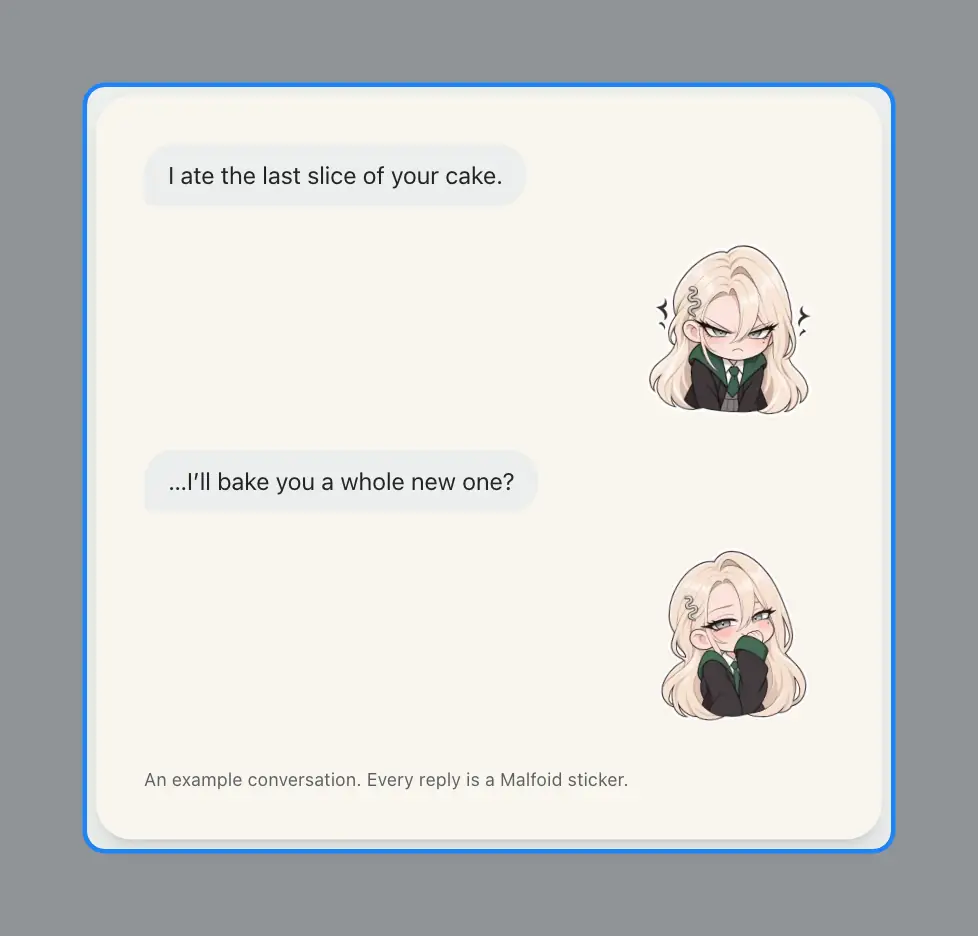 I ate the last slice of your cake.
...I’ll bake you a whole new one?
An example conversation. Every reply is a Malfoid sticker.